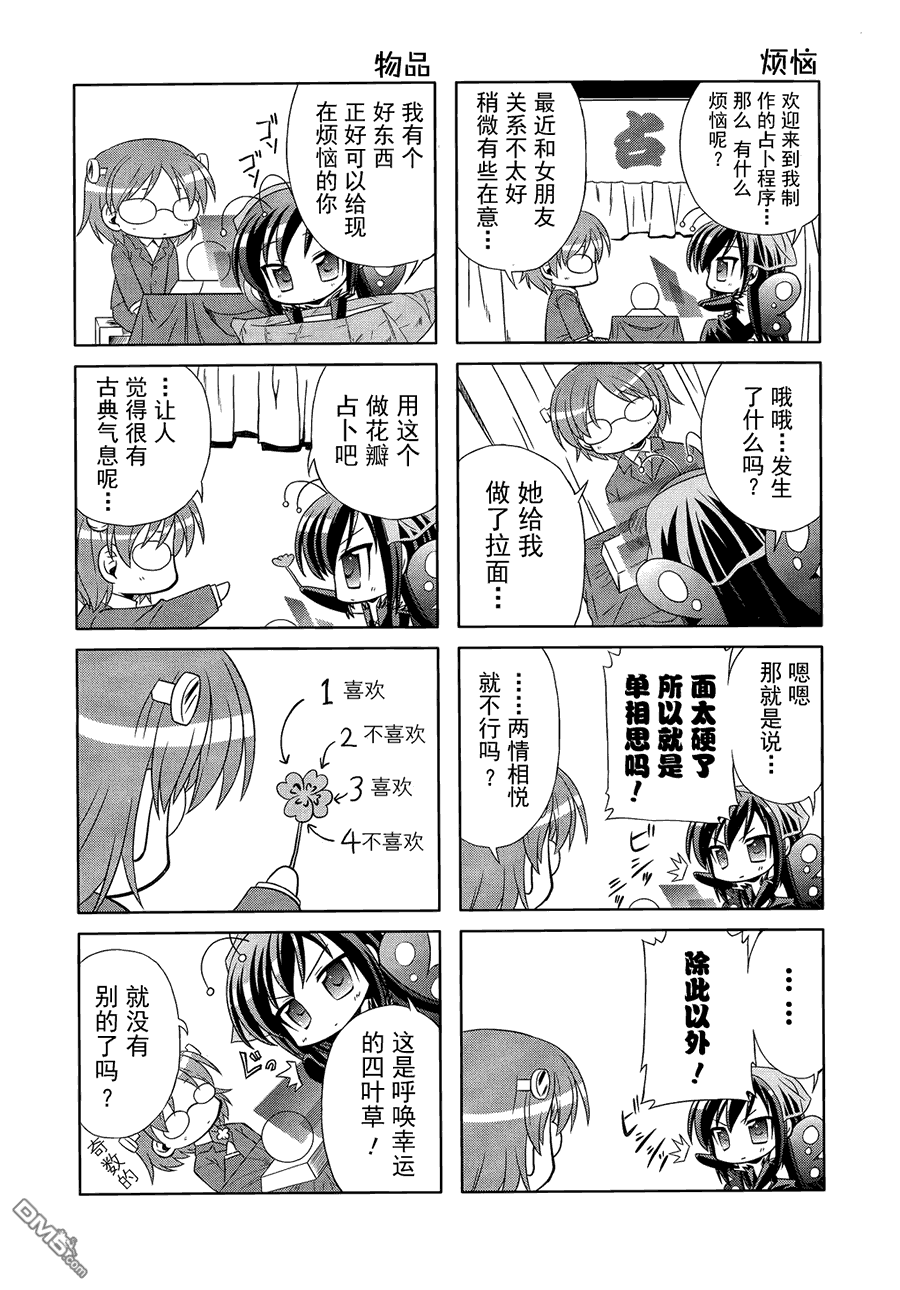 烦恼
欢迎来到我制
作的占卜程序…
那么 有什么
烦恼呢?
占
最近和女朋友
关系不太好
稍微有些在意
…
哦哦…发生
了什么吗?
她给我
做了拉面…
嗯嗯
那就是说…
面太硬了
所以就是
单相思吗!
……两情相悦
就不行吗?
ビシ
……
除此以外!
物品
我有个
好东西
正好可以给现
在烦恼的你
ゴソ
ゴソ
用这个
做花瓣
占卜吧
…让人
觉得很有
古典气息呢…
1喜欢
2不喜欢
3喜欢
4不喜欢
这是呼唤幸运
的四叶草!
就没有
别的了吗?
奇数的
DM5.com